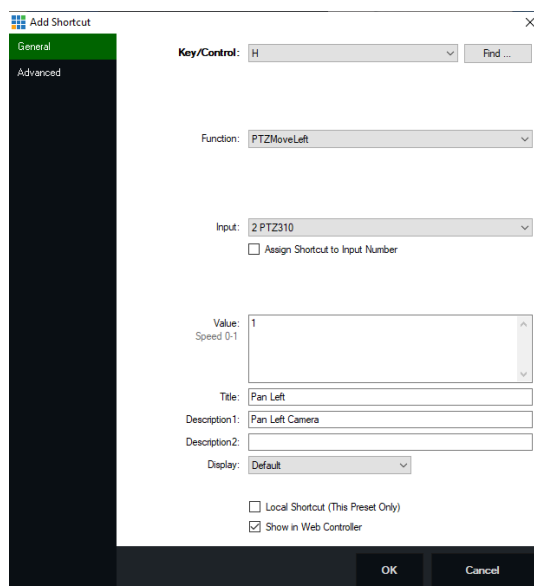 Add Shortcut
General
Advanced
Key/Control: H Find ...
Function: PTZMoveLeft
Input: 2 PTZ310
Assign Shortcut to Input Number
Value: 1
Speed 0-1
Title: Pan Left
Description1: Pan Left Camera
Description2:
Display: Default
Local Shortcut (This Preset Only)
Show in Web Controller
OK Cancel